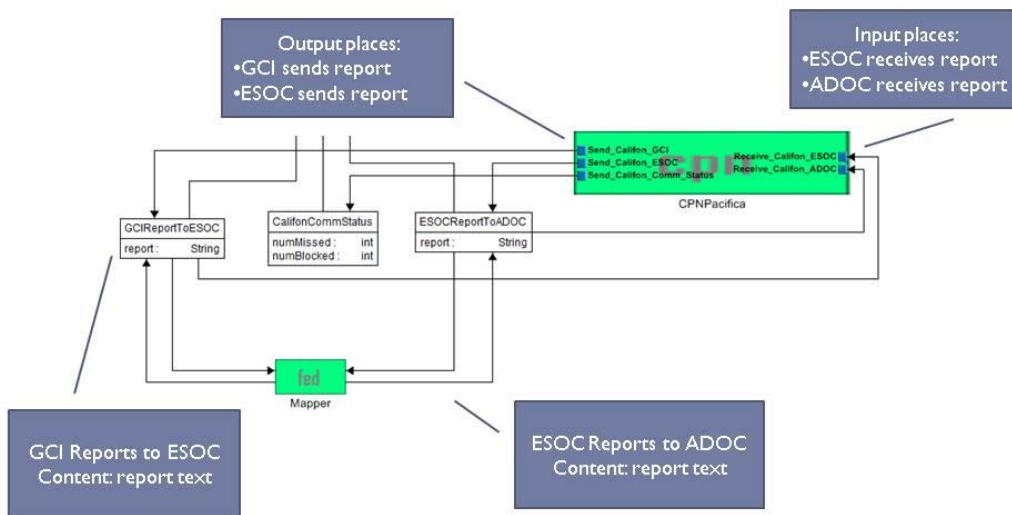 Output places:
•GCI sends report
•ESOC sends report
Input places:
•ESOC receives report
•ADOC receives report
cpn
Send_Califon_GCI
Send_Califon_ESOC
Send_Califon_Comm_Status
Receive_Califon_ESOC
Receive_Califon_ADOC
CPNPacifica
GCIReportToESOC
report : String
CalifonCommStatus
numMissed : int
numBlocked : int
ESOCReportToADOC
report : String
fed
Mapper
GCI Reports to ESOC
Content: report text
ESOC Reports to ADOC
Content: report text